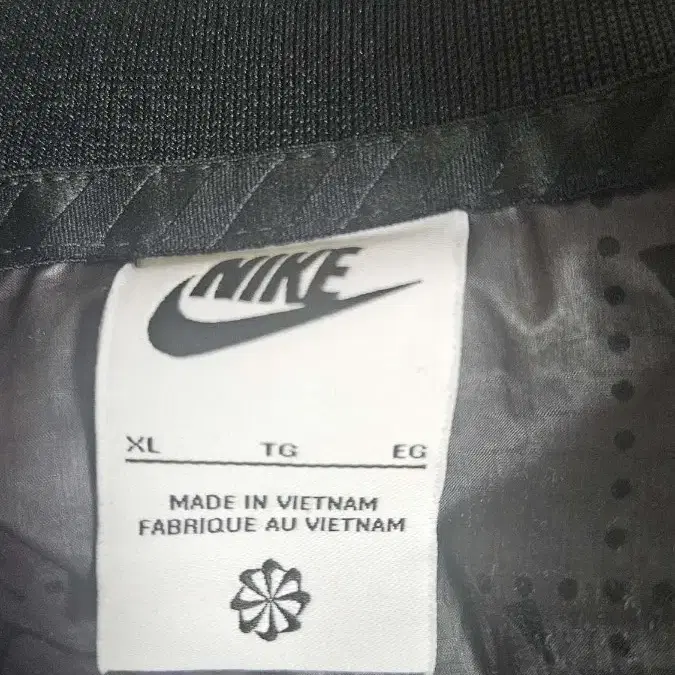 NIKE
XL TG EG
MADE IN VIETNAM
FABRIQUE AU VIETNAM